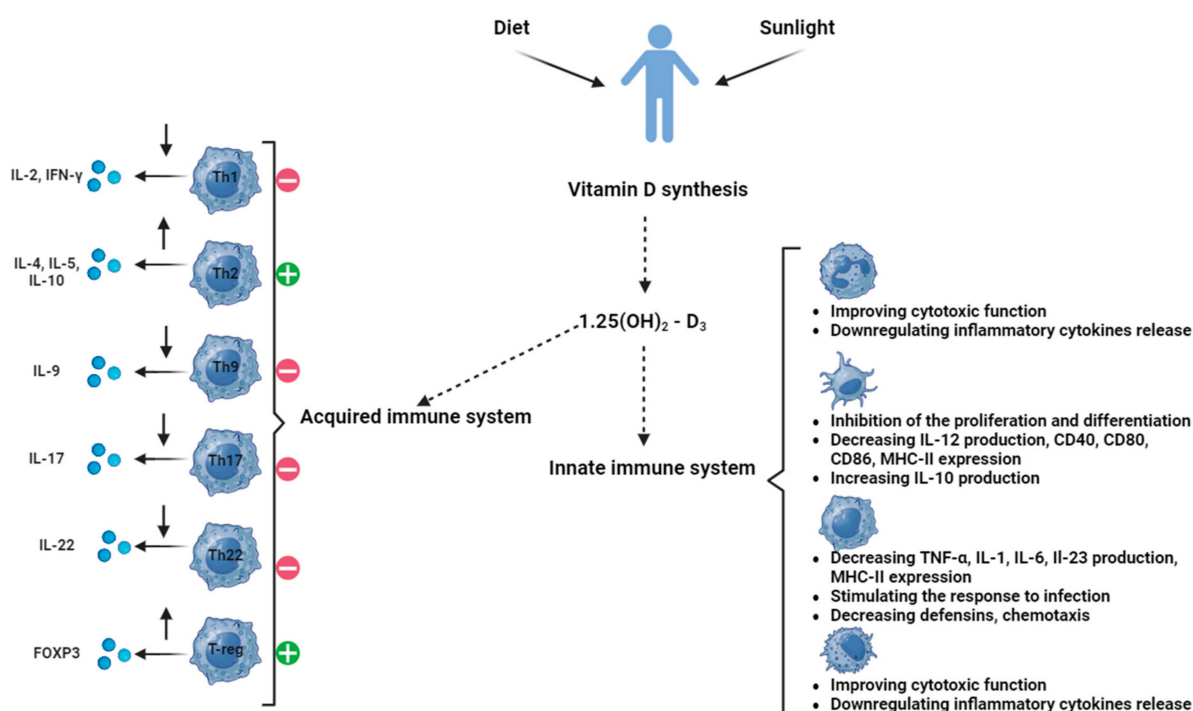 Diet
Sunlight
Vitamin D synthesis
1.25(OH)₂ - D₃
Acquired immune system
Innate immune system
IL-2, IFN-γ
Th1
IL-4, IL-5,
IL-10
Th2
IL-9
Th9
IL-17
Th17
IL-22
Th22
FOXP3
T-reg
• Improving cytotoxic function
• Downregulating inflammatory cytokines release
• Inhibition of the proliferation and differentiation
• Decreasing IL-12 production, CD40, CD80,
CD86, MHC-II expression
• Increasing IL-10 production
• Decreasing TNF-α, IL-1, IL-6, Il-23 production,
MHC-II expression
• Stimulating the response to infection
• Decreasing defensins, chemotaxis
• Improving cytotoxic function
• Downregulating inflammatory cytokines release